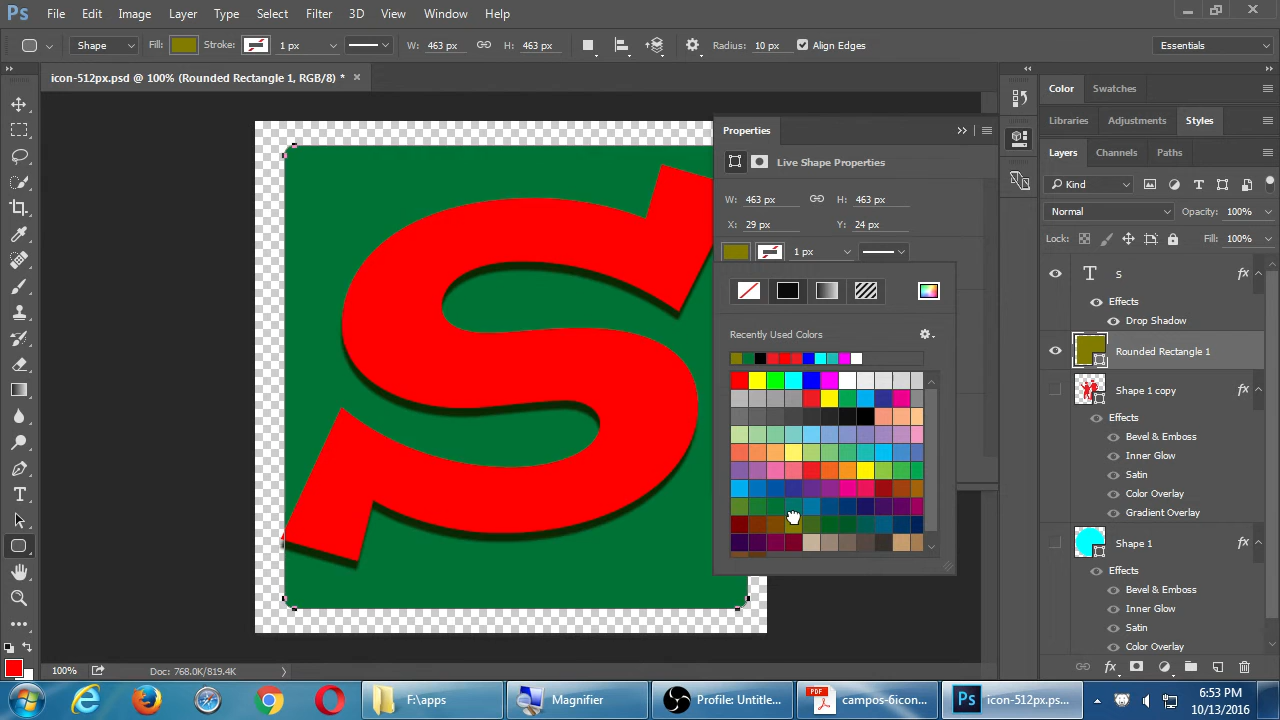 Ps File Edit Image Layer Type Select Filter 3D View Window Help
Shape Fill: Stroke: 1 px W: 463 px H: 463 px Radius: 10 px Align Edges Essentials
icon-512px.psd @ 100% (Rounded Rectangle 1, RGB/8) *
Color Swatches
Libraries Adjustments Styles
Properties
Layers Channels Paths
Live Shape Properties
Kind
W: 463 px H: 463 px
Normal Opacity: 100%
X: 29 px Y: 24 px
Lock: Fill: 100%
1 px
T S fx
Effects
Drop Shadow
Recently Used Colors
Rounded Rectangle 1
Shape 1 copy fx
Effects
Bevel & Emboss
Inner Glow
Satin
Color Overlay
Gradient Overlay
Shape 1 fx
Effects
Bevel & Emboss
Inner Glow
Satin
Color Overlay
S
100% Doc: 768.0K/819.4K
fx
F:\apps Magnifier Profile: Untitle... PDF campos-6icon... Ps icon-512px.ps...
6:53 PM
10/13/2016